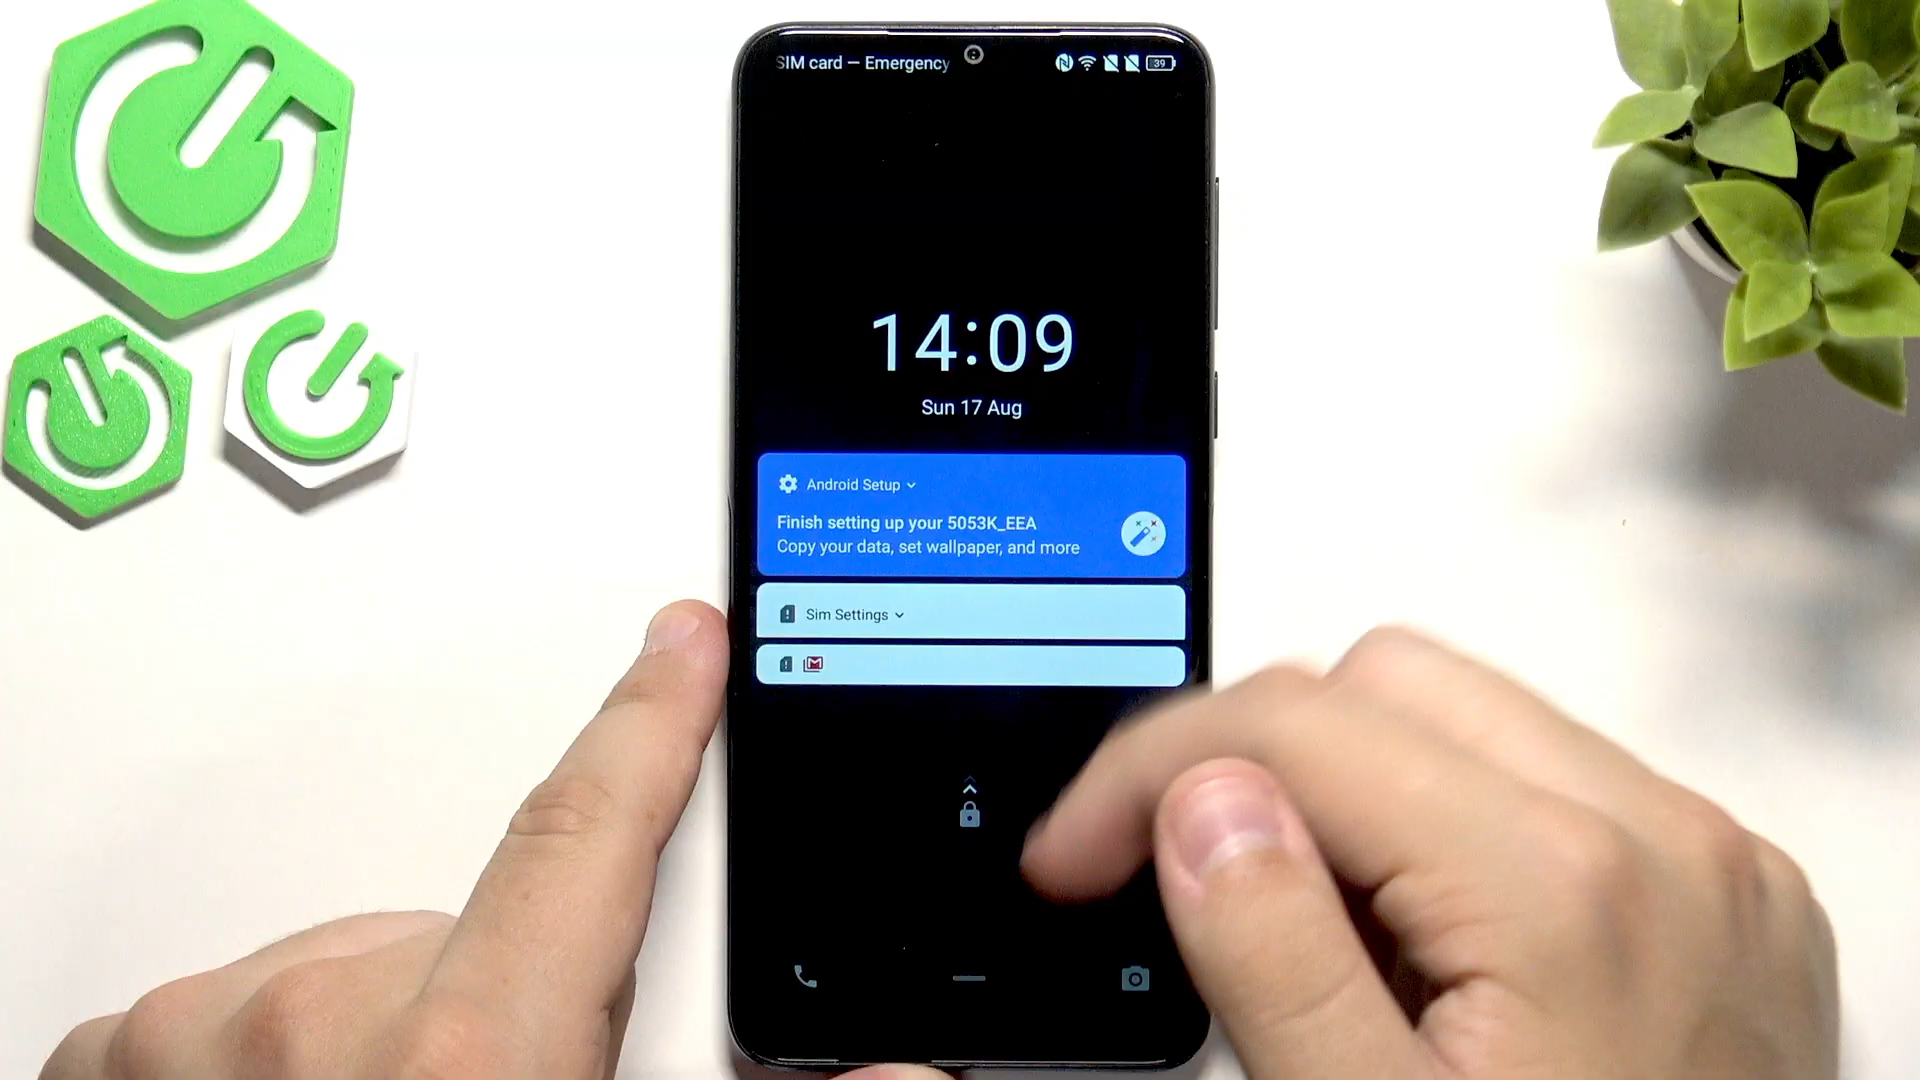 SIM card — Emergency
39
14:09
Sun 17 Aug
Android Setup
Finish setting up your 5053K_EEA
Copy your data, set wallpaper, and more
Sim Settings